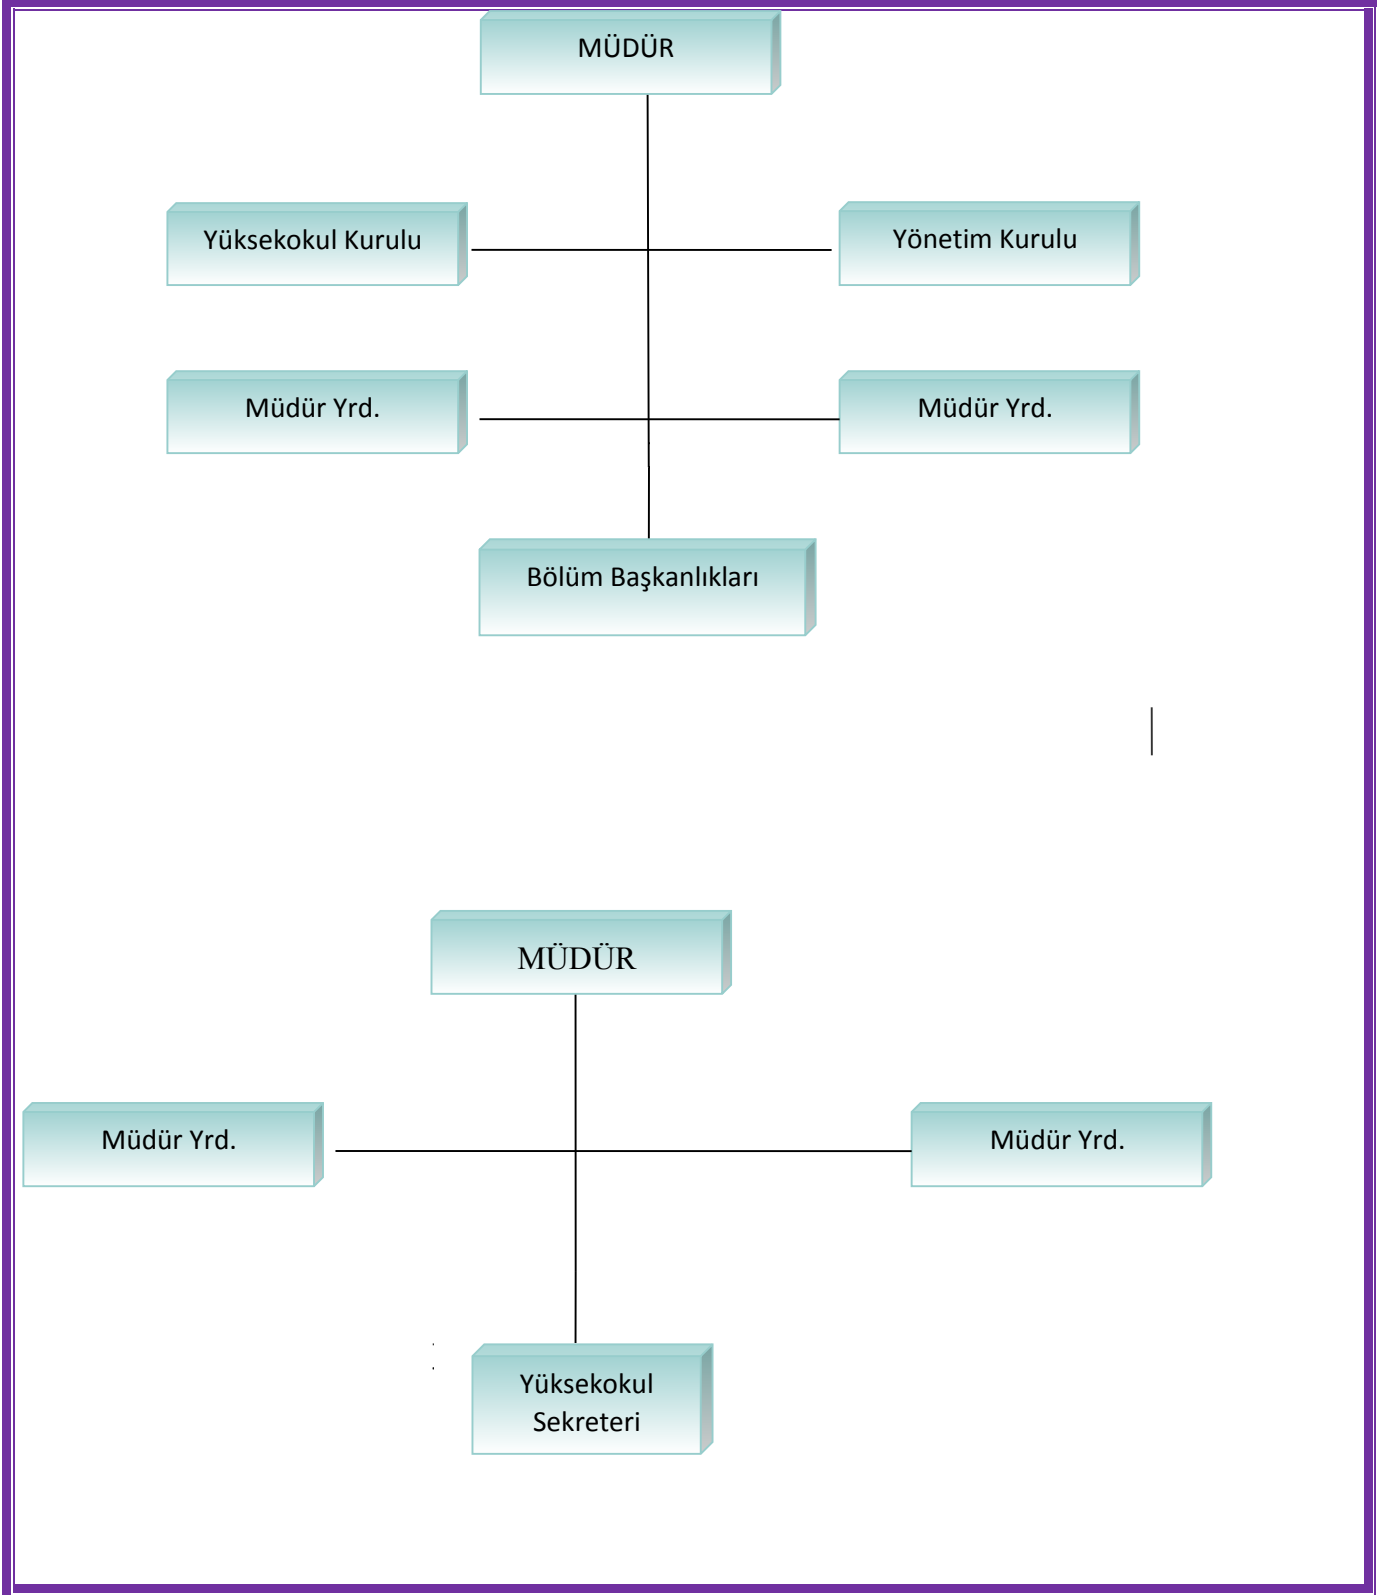 MÜDÜR
Yüksekokul Kurulu
Yönetim Kurulu
Müdür Yrd.
Müdür Yrd.
Bölüm Başkanlıkları
MÜDÜR
Müdür Yrd.
Müdür Yrd.
Yüksekokul
Sekreteri